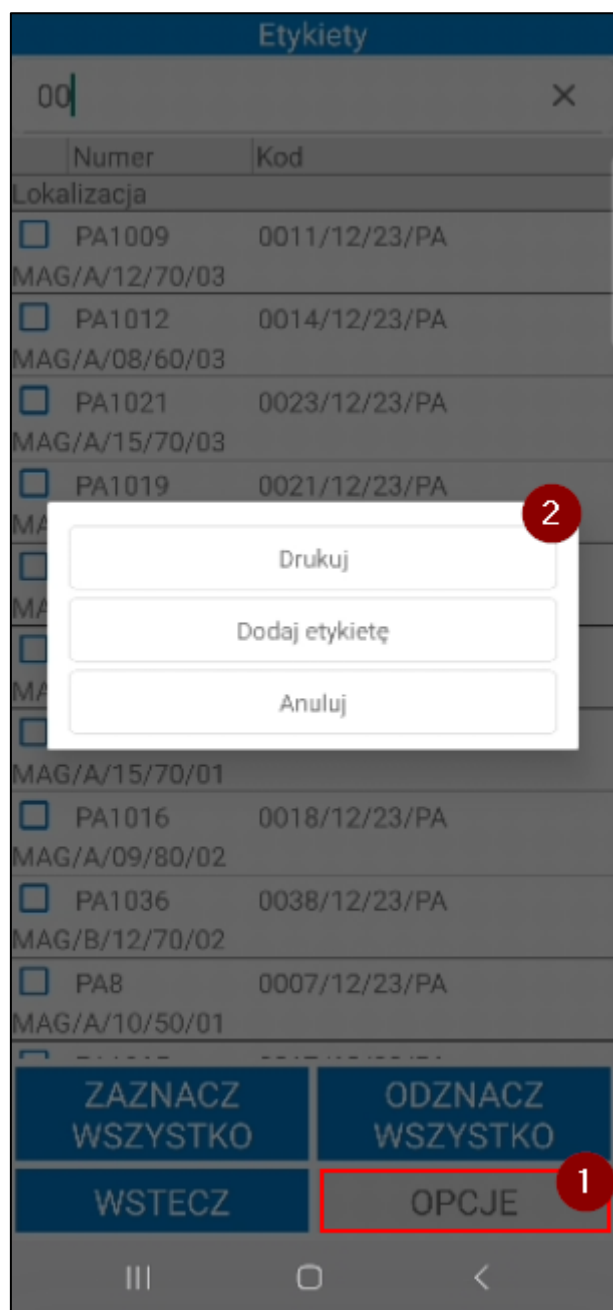 Etykiety
00
Numer Kod
Lokalizacja
PA1009 0011/12/23/PA
MAG/A/12/70/03
PA1012 0014/12/23/PA
MAG/A/08/60/03
PA1021 0023/12/23/PA
MAG/A/15/70/03
PA1019 0021/12/23/PA
2
Drukuj
Dodaj etykietę
Anuluj
MAG/A/15/70/01
PA1016 0018/12/23/PA
MAG/A/09/80/02
PA1036 0038/12/23/PA
MAG/B/12/70/02
PA8 0007/12/23/PA
MAG/A/10/50/01
ZAZNACZ WSZYSTKO
ODZNACZ WSZYSTKO
WSTECZ
OPCJE
1